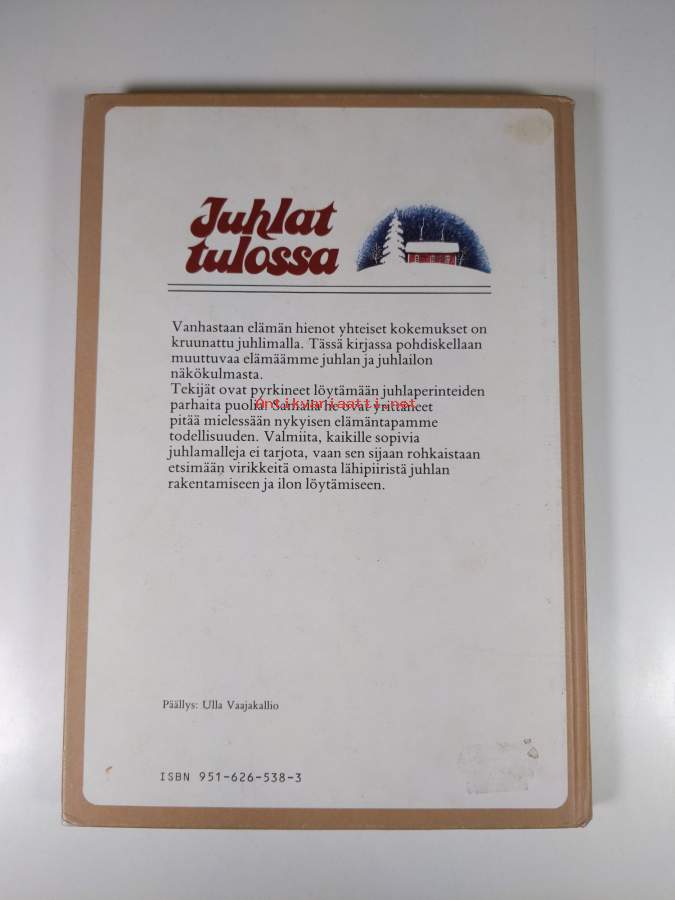 Juhlat
tulossa
Vanhastaan elämän hienot yhteiset kokemukset on
kruunattu juhlimalla. Tässä kirjassa pohdiskellaan
muuttuvaa elämäämme juhlan ja juhlailon
näkökulmasta.
Tekijät ovat pyrkineet löytämään juhlaperinteiden
parhaita puolia. Samalla he ovat yrittäneet
antikvariaatti.net
pitää mielessään nykyisen elämäntapamme
todellisuuden. Valmiita, kaikille sopivia
juhlamalleja ei tarjota, vaan sen sijaan rohkaistaan
etsimään virikkeitä omasta lähipiiristä juhlan
rakentamiseen ja ilon löytämiseen.
Päällys: Ulla Vaajakallio
ISBN 951-626-538-3